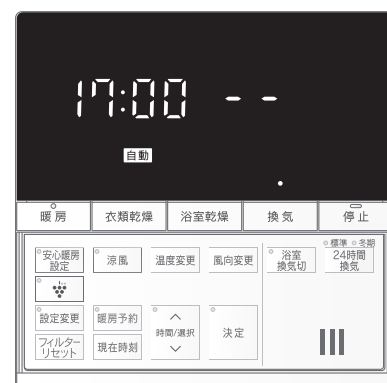 17:00 - -
自動
暖房 衣類乾燥 浴室乾燥 換気 停止
標準 冬期
安心暖房
設定
涼風 温度変更 風向変更
浴室
換気切
24時間
換気
設定変更 暖房予約
時間/選択
決定
フィルター
リセット
現在時刻